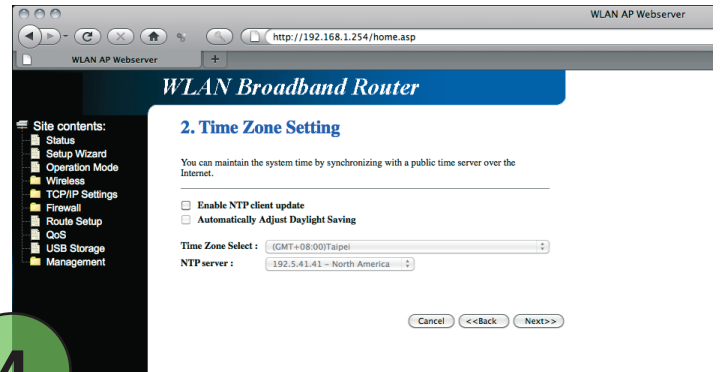 WLAN AP Webserver
http://192.168.1.254/home.asp
WLAN AP Webserver
+
WLAN Broadband Router
Site contents:
Status
Setup Wizard
Operation Mode
Wireless
TCP/IP Settings
Firewall
Route Setup
QoS
USB Storage
Management
2. Time Zone Setting
You can maintain the system time by synchronizing with a public time server over the
Internet.
Enable NTP client update
Automatically Adjust Daylight Saving
Time Zone Select : (GMT+08:00)Taipei
NTP server : 192.5.41.41 - North America
Cancel <<Back Next>>
4